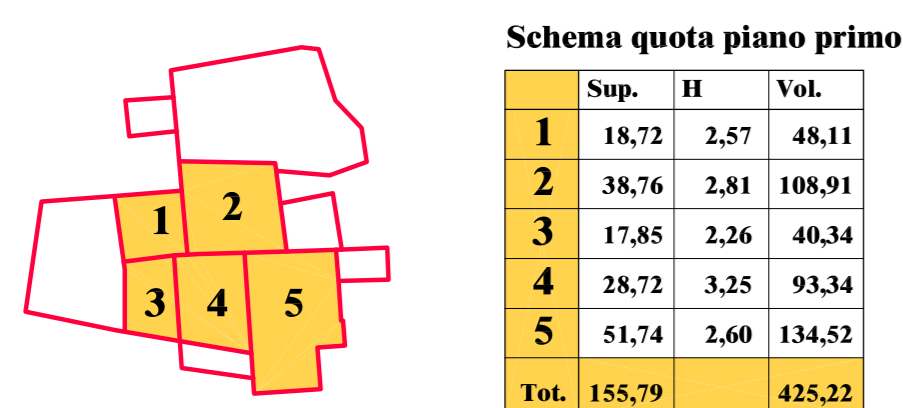 Schema quota piano primo
Sup. H Vol.
1 18,72 2,57 48,11
2 38,76 2,81 108,91
3 17,85 2,26 40,34
4 28,72 3,25 93,34
5 51,74 2,60 134,52
Tot. 155,79 425,22
1 2
3 4 5